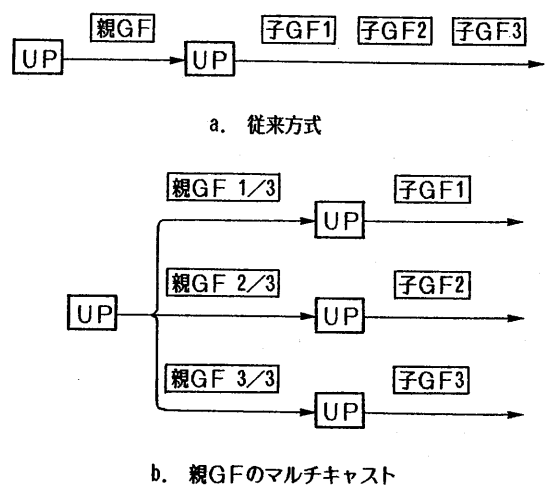 親GF 子GF1 子GF2 子GF3
UP UP
a. 従来方式
親GF 1/3 子GF1
UP
親GF 2/3 子GF2
UP UP
親GF 3/3 子GF3
UP
b. 親GFのマルチキャスト